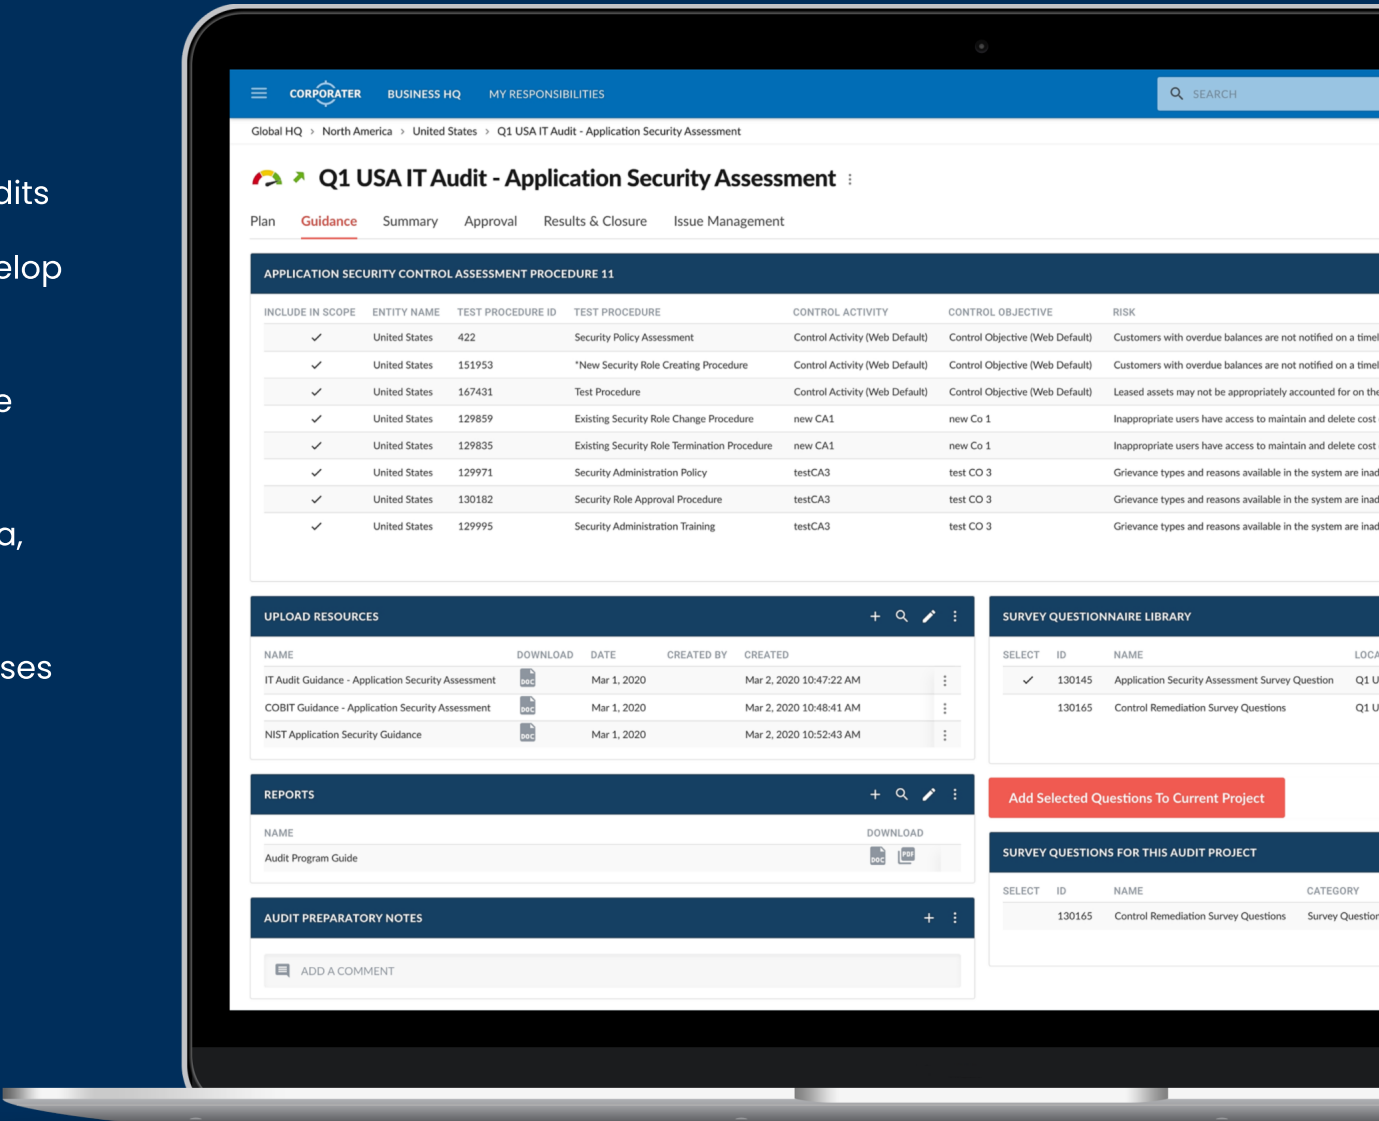 dits
elop
e
a,
ses
CORPORATER BUSINESS HQ MY RESPONSIBILITIES SEARCH
Global HQ > North America > United States > Q1 USA IT Audit - Application Security Assessment
Q1 USA IT Audit - Application Security Assessment
Plan Guidance Summary Approval Results & Closure Issue Management
APPLICATION SECURITY CONTROL ASSESSMENT PROCEDURE 11
INCLUDE IN SCOPE ENTITY NAME TEST PROCEDURE ID TEST PROCEDURE CONTROL ACTIVITY CONTROL OBJECTIVE RISK
✓ United States 422 Security Policy Assessment Control Activity (Web Default) Control Objective (Web Default) Customers with overdue balances are not notified on a timel
✓ United States 151953 *New Security Role Creating Procedure Control Activity (Web Default) Control Objective (Web Default) Customers with overdue balances are not notified on a timel
✓ United States 167431 Test Procedure Control Activity (Web Default) Control Objective (Web Default) Leased assets may not be appropriately accounted for on the
✓ United States 129859 Existing Security Role Change Procedure new CA1 new Co 1 Inappropriate users have access to maintain and delete cost
✓ United States 129835 Existing Security Role Termination Procedure new CA1 new Co 1 Inappropriate users have access to maintain and delete cost
✓ United States 129971 Security Administration Policy testCA3 test CO 3 Grievance types and reasons available in the system are inad
✓ United States 130182 Security Role Approval Procedure testCA3 test CO 3 Grievance types and reasons available in the system are inad
✓ United States 129995 Security Administration Training testCA3 test CO 3 Grievance types and reasons available in the system are inad
UPLOAD RESOURCES
NAME DOWNLOAD DATE CREATED BY CREATED
IT Audit Guidance - Application Security Assessment DOC Mar 1, 2020 Mar 2, 2020 10:47:22 AM
COBIT Guidance - Application Security Assessment DOC Mar 1, 2020 Mar 2, 2020 10:48:41 AM
NIST Application Security Guidance DOC Mar 1, 2020 Mar 2, 2020 10:52:43 AM
REPORTS
NAME DOWNLOAD
Audit Program Guide DOC PDF
AUDIT PREPARATORY NOTES
ADD A COMMENT
SURVEY QUESTIONNAIRE LIBRARY
SELECT ID NAME LOCA
✓ 130145 Application Security Assessment Survey Question Q1 U
130165 Control Remediation Survey Questions Q1 U
Add Selected Questions To Current Project
SURVEY QUESTIONS FOR THIS AUDIT PROJECT
SELECT ID NAME CATEGORY
130165 Control Remediation Survey Questions Survey Question